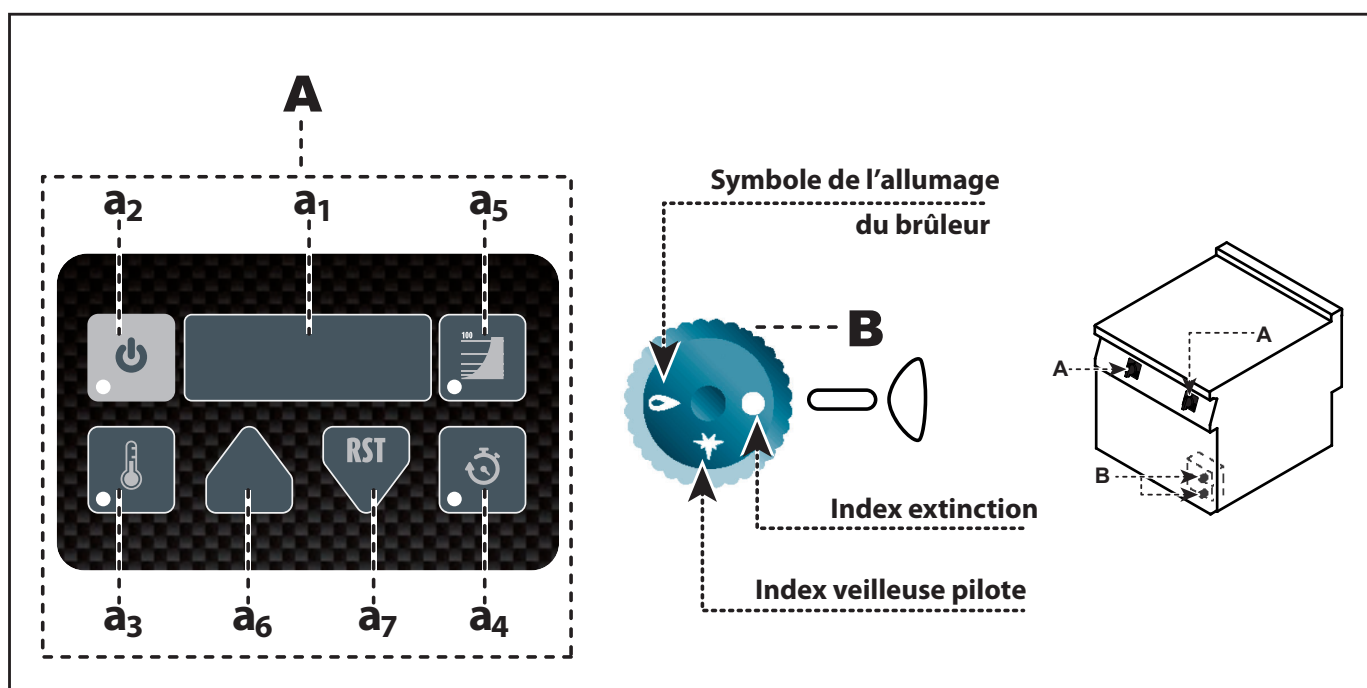 A
a2
a1
a5
100
RST
a3
a6
a7
a4
Symbole de l’allumage
du brûleur
B
Index extinction
Index veilleuse pilote
A
A
B